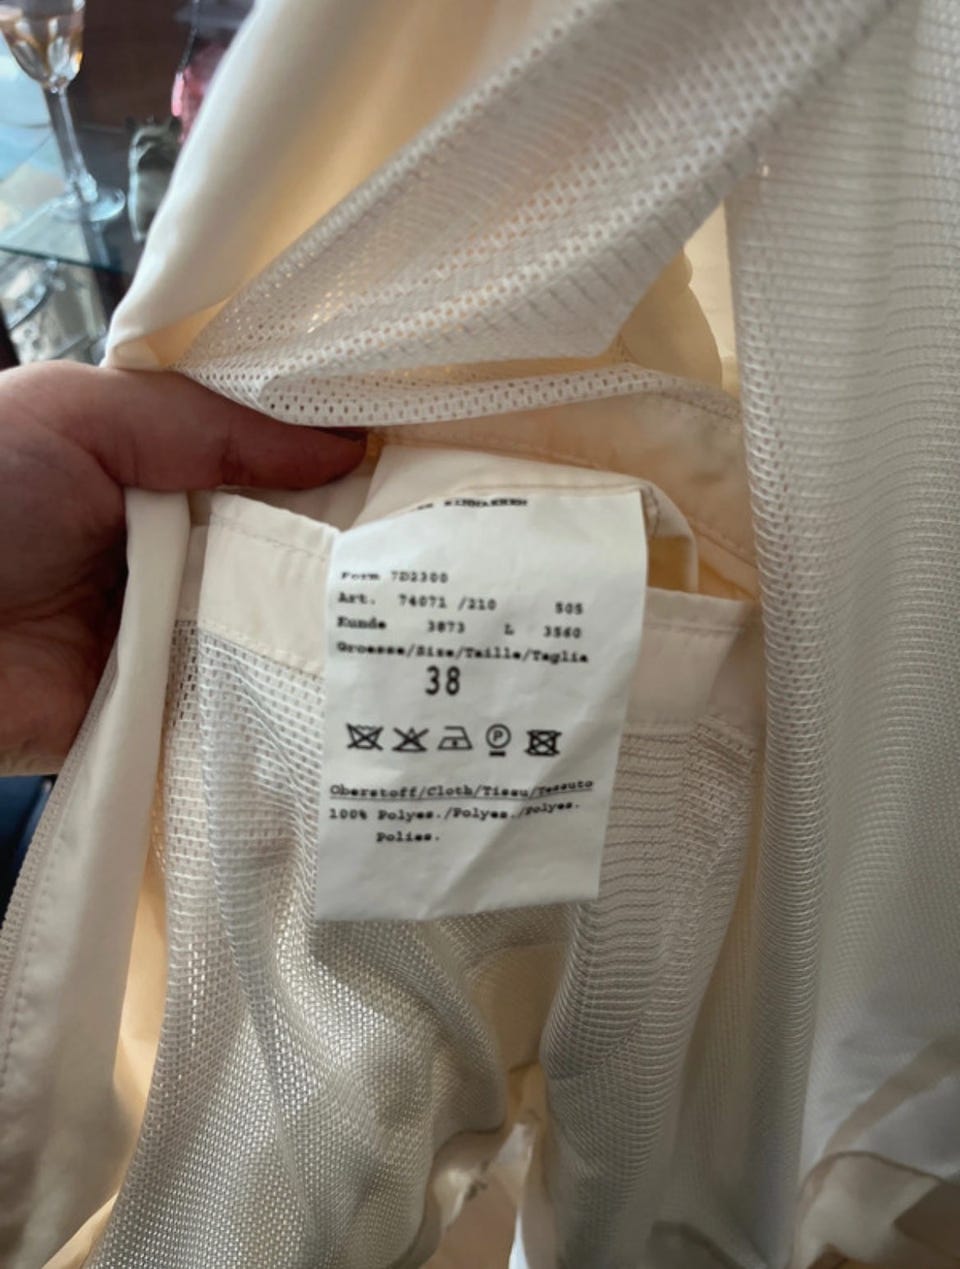 Form 7D2300
Art. 74071 /210 505
Kunde 3873 L 3560
Groesse/Size/Taille/Taglia
38
P
Oberstoff/Cloth/Tissu/Tessuto
100% Polyes./Polyes./Polyes.
Polies.